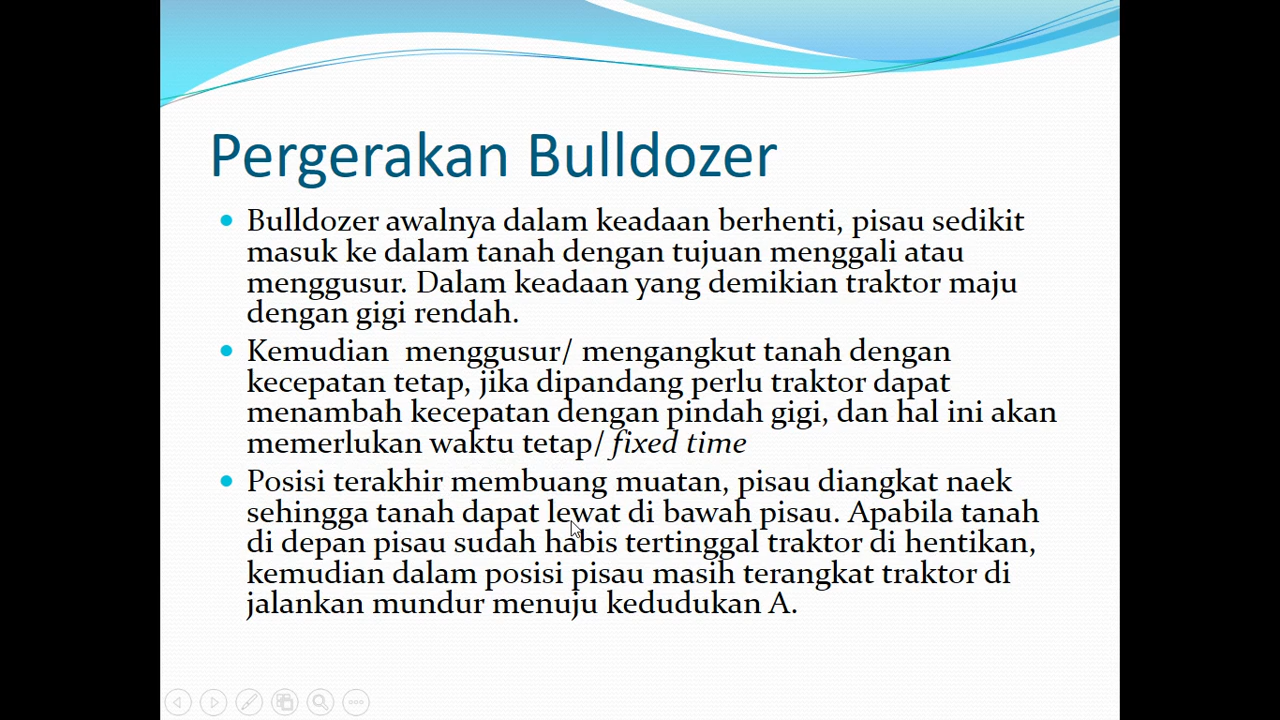 Pergerakan Bulldozer
Bulldozer awalnya dalam keadaan berhenti, pisau sedikit
masuk ke dalam tanah dengan tujuan menggali atau
menggusur. Dalam keadaan yang demikian traktor maju
dengan gigi rendah.
Kemudian  menggusur/ mengangkut tanah dengan
kecepatan tetap, jika dipandang perlu traktor dapat
menambah kecepatan dengan pindah gigi, dan hal ini akan
memerlukan waktu tetap/ fixed time
Posisi terakhir membuang muatan, pisau diangkat naek
sehingga tanah dapat lewat di bawah pisau. Apabila tanah
di depan pisau sudah habis tertinggal traktor di hentikan,
kemudian dalam posisi pisau masih terangkat traktor di
jalankan mundur menuju kedudukan A.